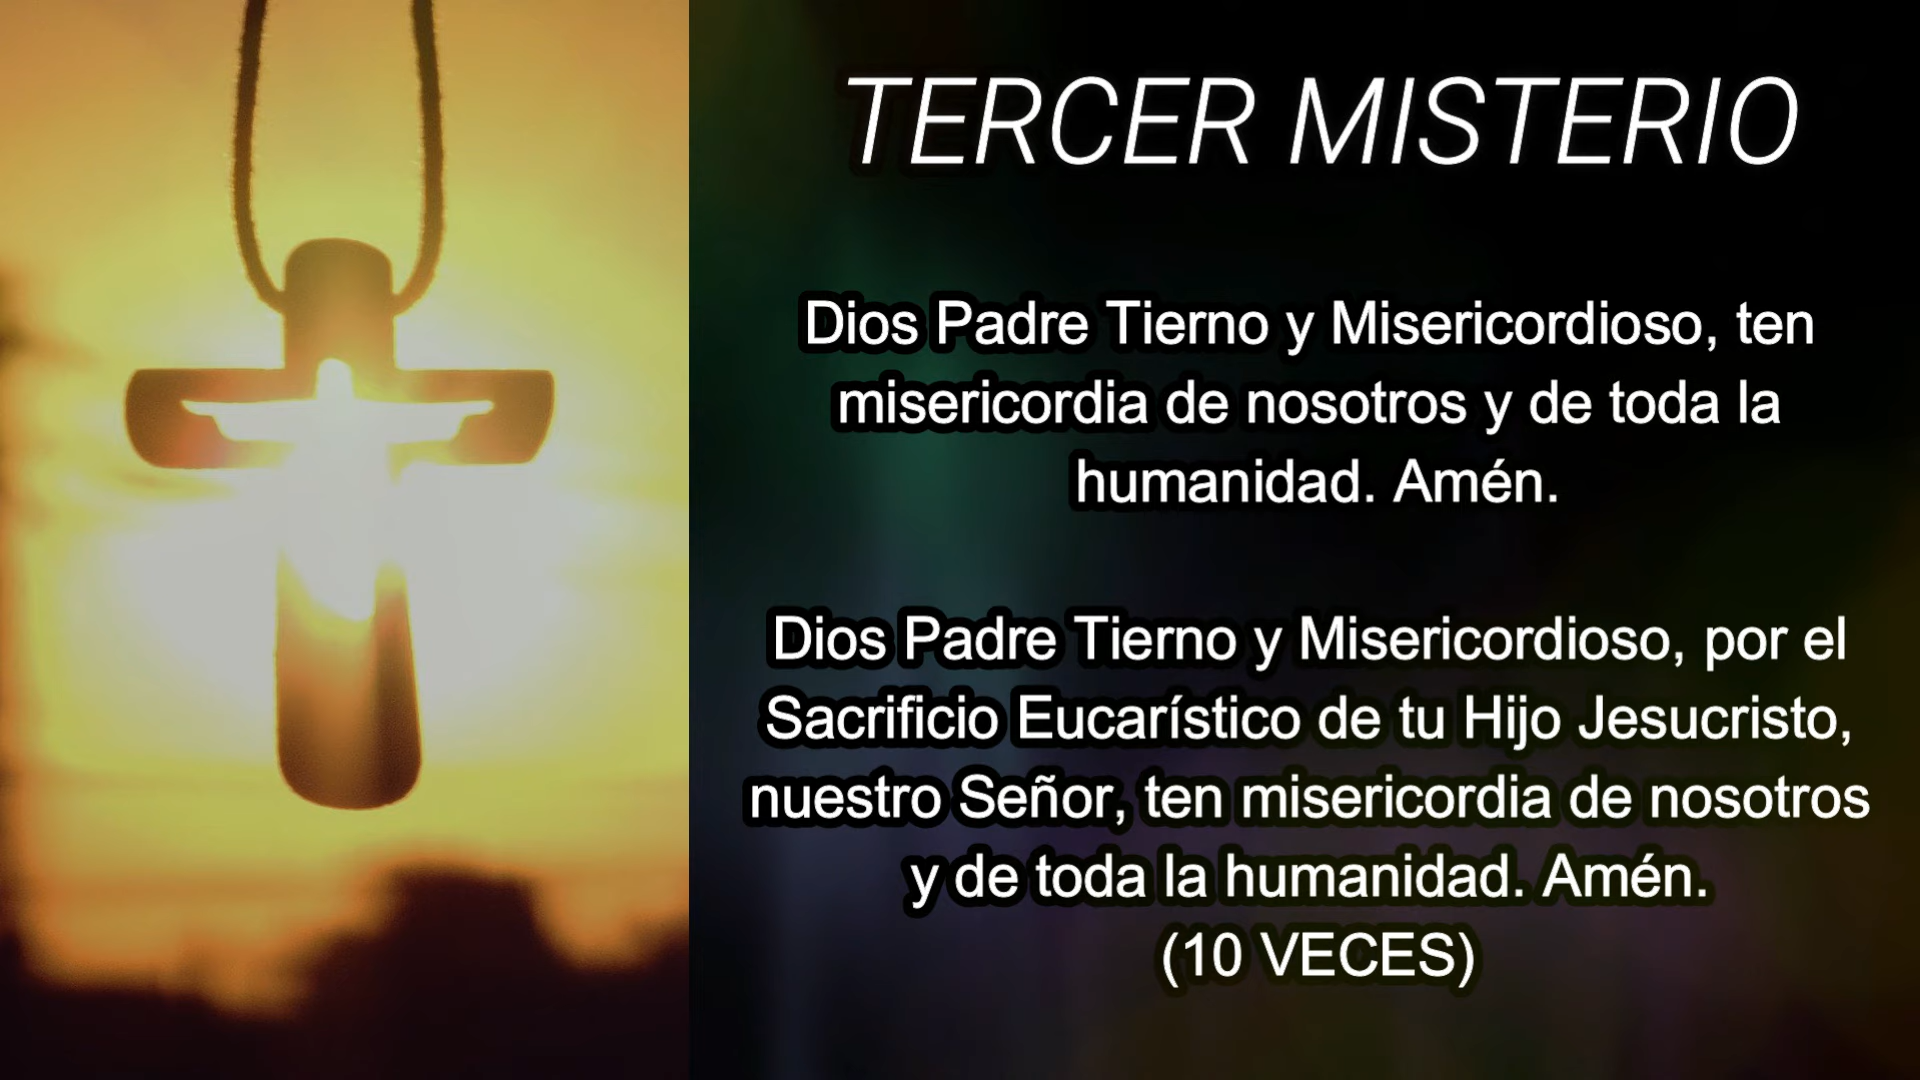 TERCER MISTERIO
Dios Padre Tierno y Misericordioso, ten
misericordia de nosotros y de toda la
humanidad. Amén.
Dios Padre Tierno y Misericordioso, por el
Sacrificio Eucarístico de tu Hijo Jesucristo,
nuestro Señor, ten misericordia de nosotros
y de toda la humanidad. Amén.
(10 VECES)